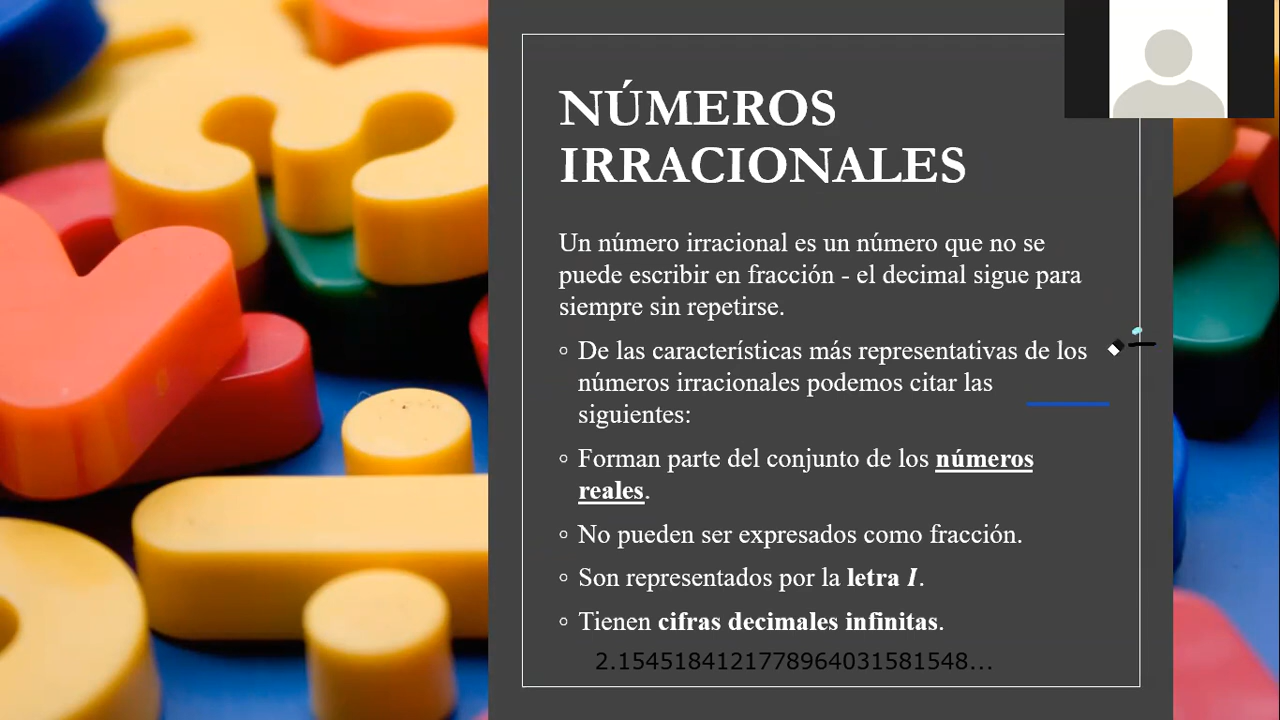 NÚMEROS
IRRACIONALES
Un número irracional es un número que no se
puede escribir en fracción - el decimal sigue para
siempre sin repetirse.
◦ De las características más representativas de los
números irracionales podemos citar las
siguientes:
◦ Forman parte del conjunto de los números
reales.
◦ No pueden ser expresados como fracción.
◦ Son representados por la letra I.
◦ Tienen cifras decimales infinitas.
2.1545184121778964031581548...